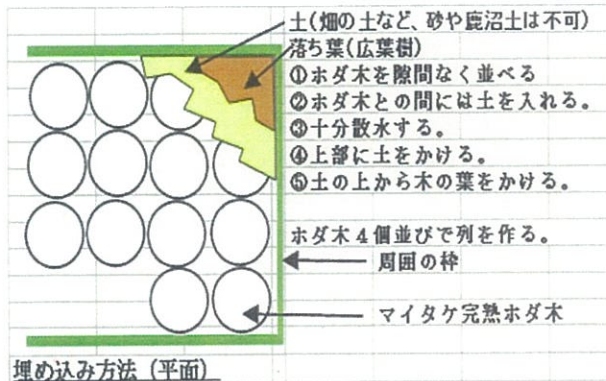 土(畑の土など、砂や鹿沼土は不可)
落ち葉(広葉樹)
①ホダ木を隙間なく並べる
②ホダ木との間には土を入れる。
③十分散水する。
④上部に土をかける。
⑤土の上から木の葉をかける。
ホダ木4個並びで列を作る。
周囲の枠
マイタケ完熟ホダ木
埋め込み方法(平面)